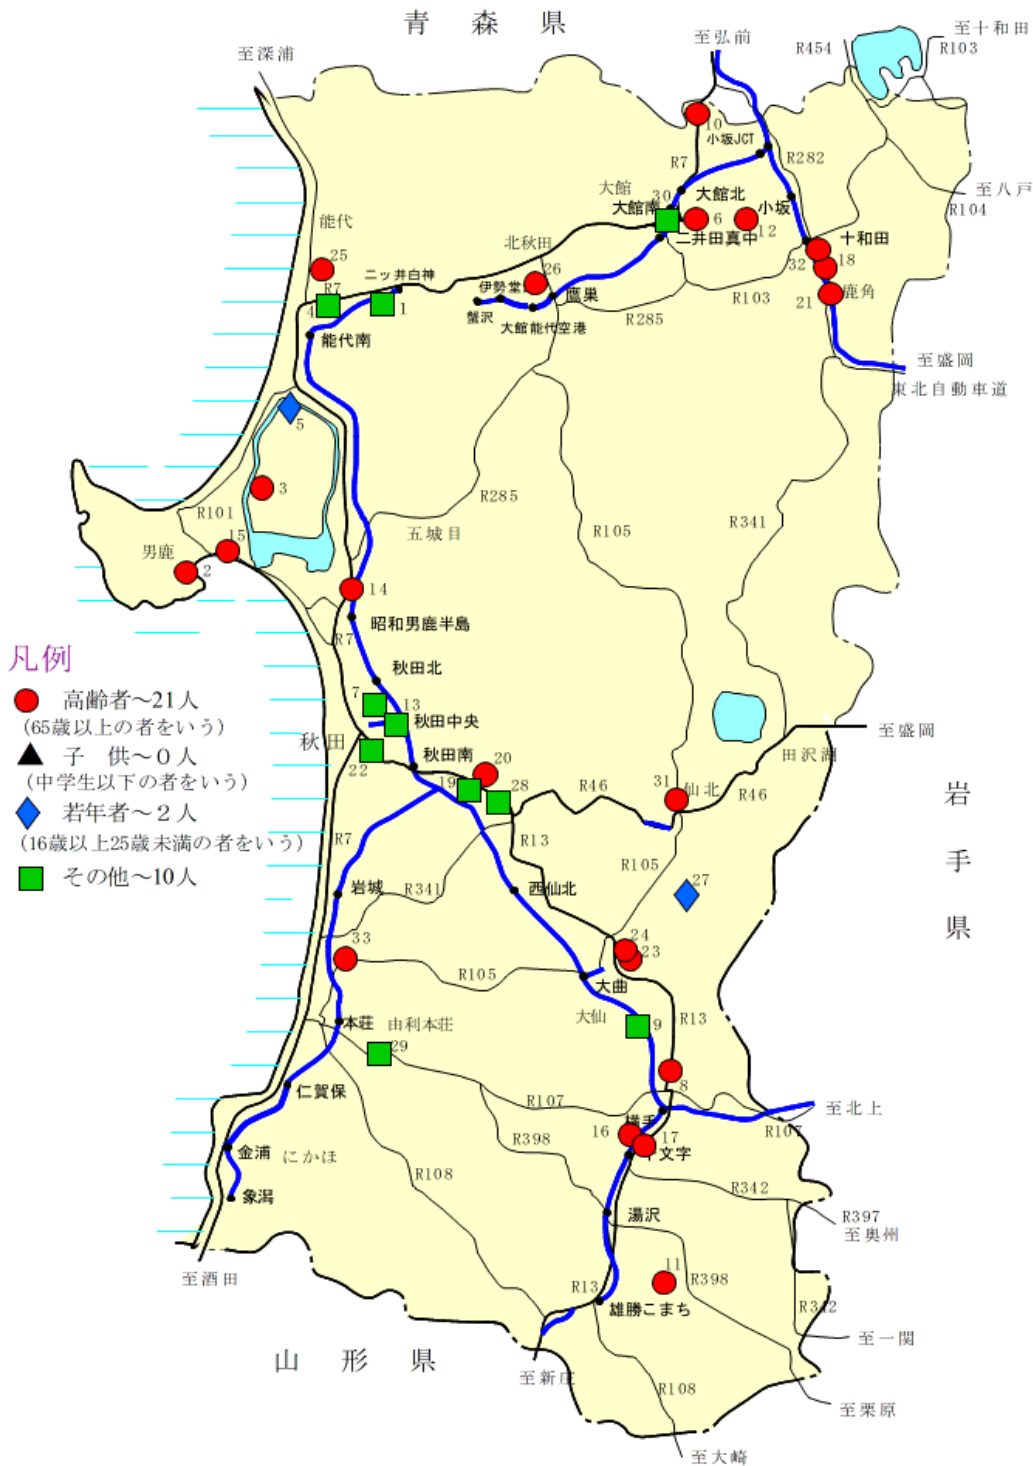 青 森 県
至深浦
至弘前
R454
至十和田
R103
10
小坂JCT
R7
R282
至八戸
R104
大館
30
大館北
大館南
6
12
小坂
二井田真中
十和田
能代
25
北秋田
32
18
R7
ニッ井白神
26
伊勢堂
鷹巣
21
鹿角
R103
4
1
蟹沢
大館能代空港
R285
能代南
至盛岡
東北自動車道
5
3
R285
R101
R105
R341
五城目
15
男鹿
2
14
昭和男鹿半島
R7
凡例
秋田北
高齢者～21人
(65歳以上の者をいう)
7
13
秋田中央
至盛岡
子 供～0人
(中学生以下の者をいう)
秋田
22
秋田南
田沢湖
20
19
28
R46
31
仙北
R46
岩手県
若年者～2人
(16歳以上25歳未満の者をいう)
R7
R13
R105
その他～10人
岩城
R341
西仙北
27
33
24
23
R105
大曲
本荘
由利本荘
大仙
9
R13
29
8
仁賀保
R107
至北上
横手
R107
金浦
にかほ
R398
16
17
十文字
R108
R342
象潟
湯沢
R397
至奥州
至酒田
11
R13
R398
雄勝こまち
R342
至一関
山 形 県
至新庄
R108
至栗原
至大崎